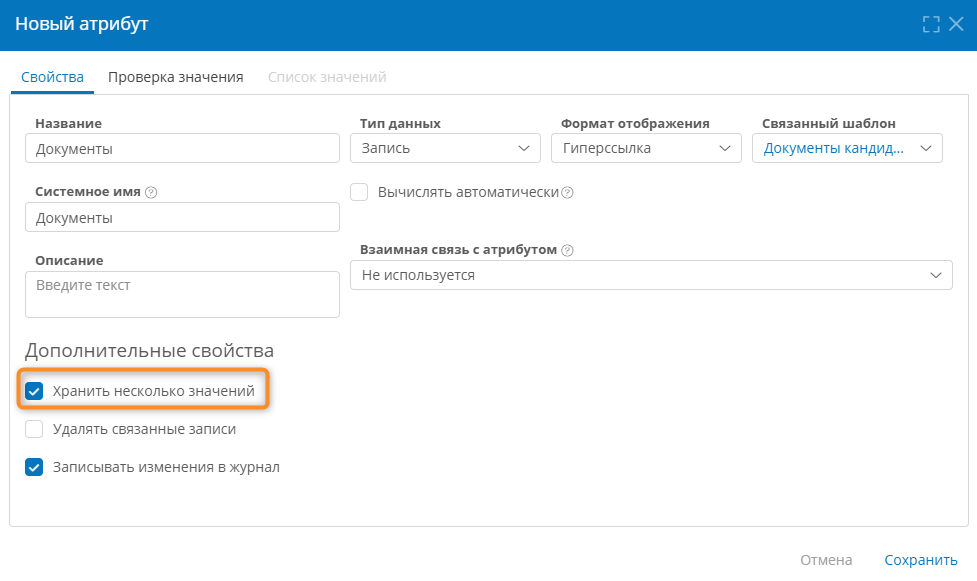 Новый атрибут
Свойства Проверка значения Список значений
Название Тип данных Формат отображения Связанный шаблон
Документы Запись Гиперссылка Документы кандид...
Системное имя ? Вычислять автоматически ?
Документы
Взаимная связь с атрибутом ?
Описание
Не используется
Введите текст
Дополнительные свойства
Хранить несколько значений
Удалять связанные записи
Записывать изменения в журнал
Отмена Сохранить